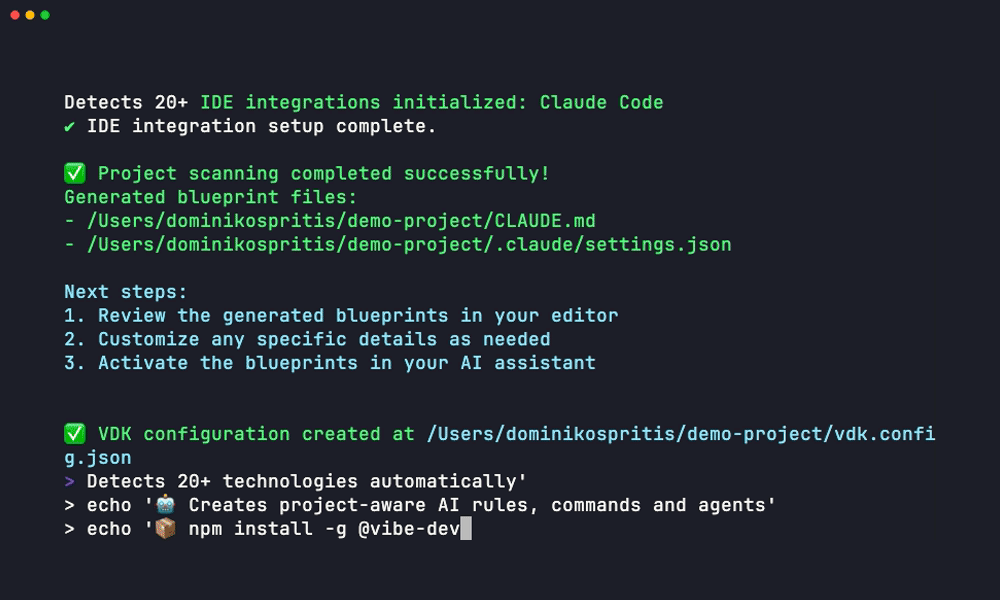 Detects 20+ IDE integrations initialized: Claude Code
✔ IDE integration setup complete.
✅ Project scanning completed successfully!
Generated blueprint files:
- /Users/dominikospritis/demo-project/CLAUDE.md
- /Users/dominikospritis/demo-project/.claude/settings.json
Next steps:
1. Review the generated blueprints in your editor
2. Customize any specific details as needed
3. Activate the blueprints in your AI assistant
✅ VDK configuration created at /Users/dominikospritis/demo-project/vdk.confi
g.json
> Detects 20+ technologies automatically'
> echo '🤖 Creates project-aware AI rules, commands and agents'
> echo '📦 npm install -g @vibe-dev